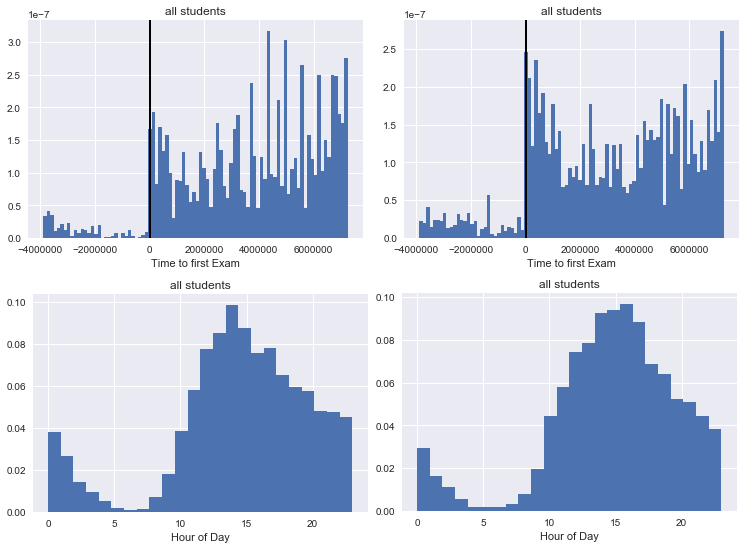 all students
1e−7
3.0
2.5
2.0
1.5
1.0
0.5
0.0
−4000000 −2000000 0 2000000 4000000 6000000
Time to first Exam
all students
1e−7
2.5
2.0
1.5
1.0
0.5
0.0
−4000000 −2000000 0 2000000 4000000 6000000
Time to first Exam
all students
0.10
0.08
0.06
0.04
0.02
0.00
0 5 10 15 20
Hour of Day
all students
0.10
0.08
0.06
0.04
0.02
0.00
0 5 10 15 20
Hour of Day